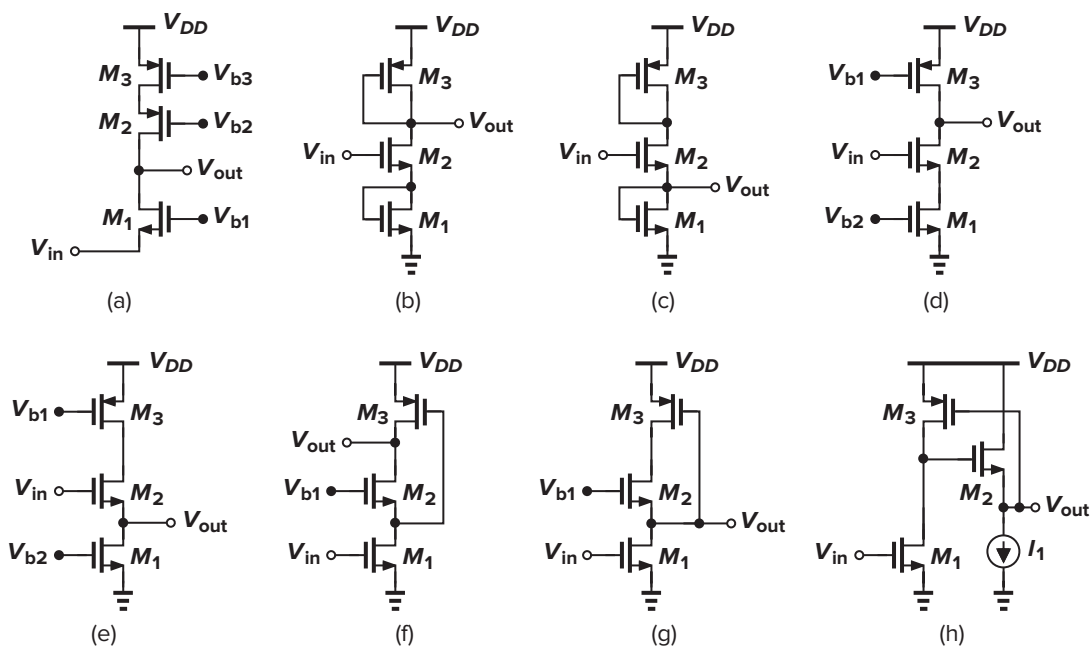 V_DD
M_3
V_b3
M_2
V_b2
V_out
M_1
V_b1
V_in
(a)
V_DD
M_3
V_out
V_in
M_2
M_1
(b)
V_DD
M_3
V_in
M_2
V_out
M_1
(c)
V_DD
V_b1
M_3
V_out
V_in
M_2
V_b2
M_1
(d)
V_DD
V_b1
M_3
V_in
M_2
V_out
V_b2
M_1
(e)
V_DD
M_3
V_out
V_b1
M_2
V_in
M_1
(f)
V_DD
M_3
V_b1
M_2
V_out
V_in
M_1
(g)
V_DD
M_3
M_2
V_out
V_in
M_1
I_1
(h)